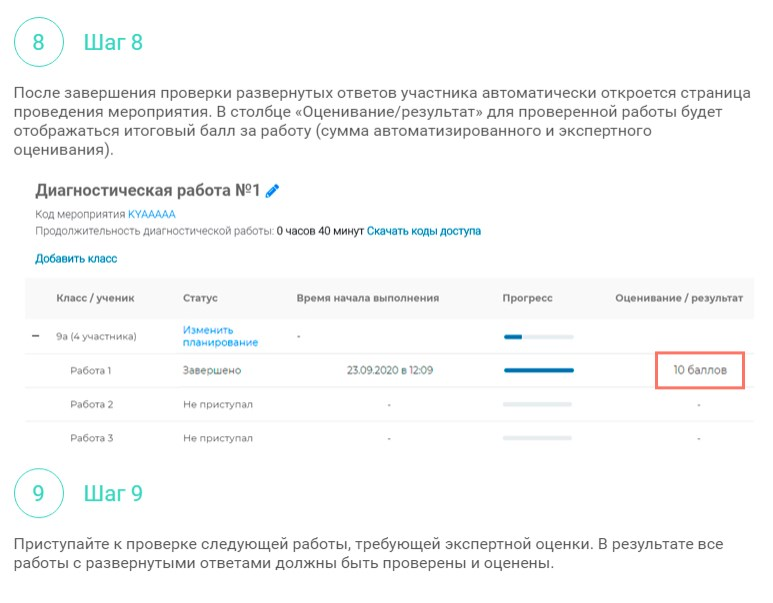 8 Шаг 8
После завершения проверки развернутых ответов участника автоматически откроется страница
проведения мероприятия. В столбце «Оценивание/результат» для проверенной работы будет
отображаться итоговый балл за работу (сумма автоматизированного и экспертного
оценивания).
Диагностическая работа №1
Код мероприятия KYAAAAA
Продолжительность диагностической работы: 0 часов 40 минут Скачать коды доступа
Добавить класс
Класс / ученик Статус Время начала выполнения Прогресс Оценивание / результат
– 9а (4 участника) Изменить
планирование -
Работа 1 Завершено 23.09.2020 в 12:09 10 баллов
Работа 2 Не приступал - -
Работа 3 Не приступал - -
9 Шаг 9
Приступайте к проверке следующей работы, требующей экспертной оценки. В результате все
работы с развернутыми ответами должны быть проверены и оценены.